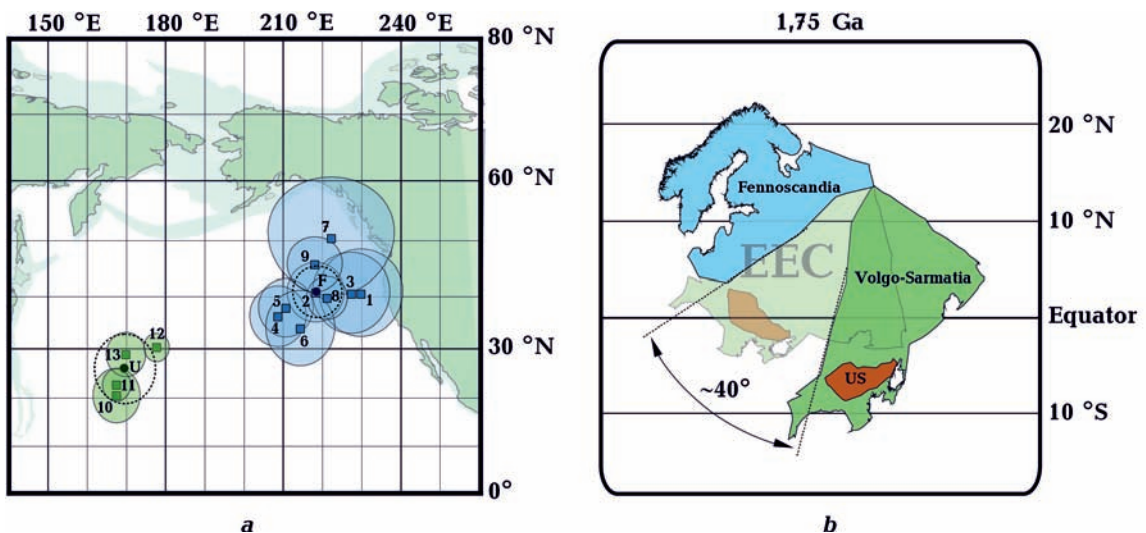 150 °E 180 °E 210 °E 240 °E
80 °N
60 °N
30 °N
0°
7
9
F
3
2
8
1
5
4
6
12
13
U
11
10
a
1,75 Ga
20 °N
10 °N
Equator
10 °S
Fennoscandia
EEC
Volgo-Sarmatia
US
~40°
b